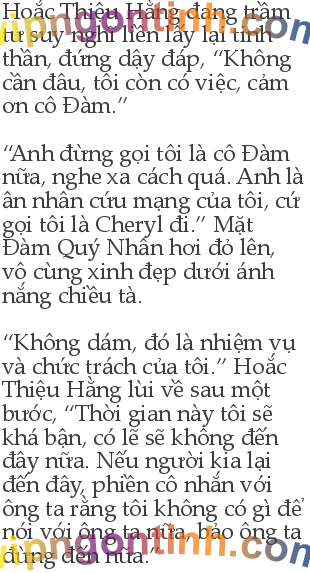 Hoắc Thiệu Hằng đang trầm
tư suy nghĩ liền lấy lại tinh
thần, đứng dậy đáp, “Không
cần đâu, tôi còn có việc, cảm
ơn cô Đàm.”
“Anh đừng gọi tôi là cô Đàm
nữa, nghe xa cách quá. Anh là
ân nhân cứu mạng của tôi, cứ
gọi tôi là Cheryl đi.” Mặt
Đàm Quý Nhân hơi đỏ lên,
vô cùng xinh đẹp dưới ánh
nắng chiều tà.
“Không dám, đó là nhiệm vụ
và chức trách của tôi.” Hoắc
Thiệu Hằng lùi về sau một
bước, “Thời gian này tôi sẽ
khá bận, có lẽ sẽ không đến
đây nữa. Nếu người kia lại
đến đây, phiền cô nhắn với
ông ta rằng tôi không có gì để
nói với ông ta nữa, bảo ông ta
đừng đến nữa.”